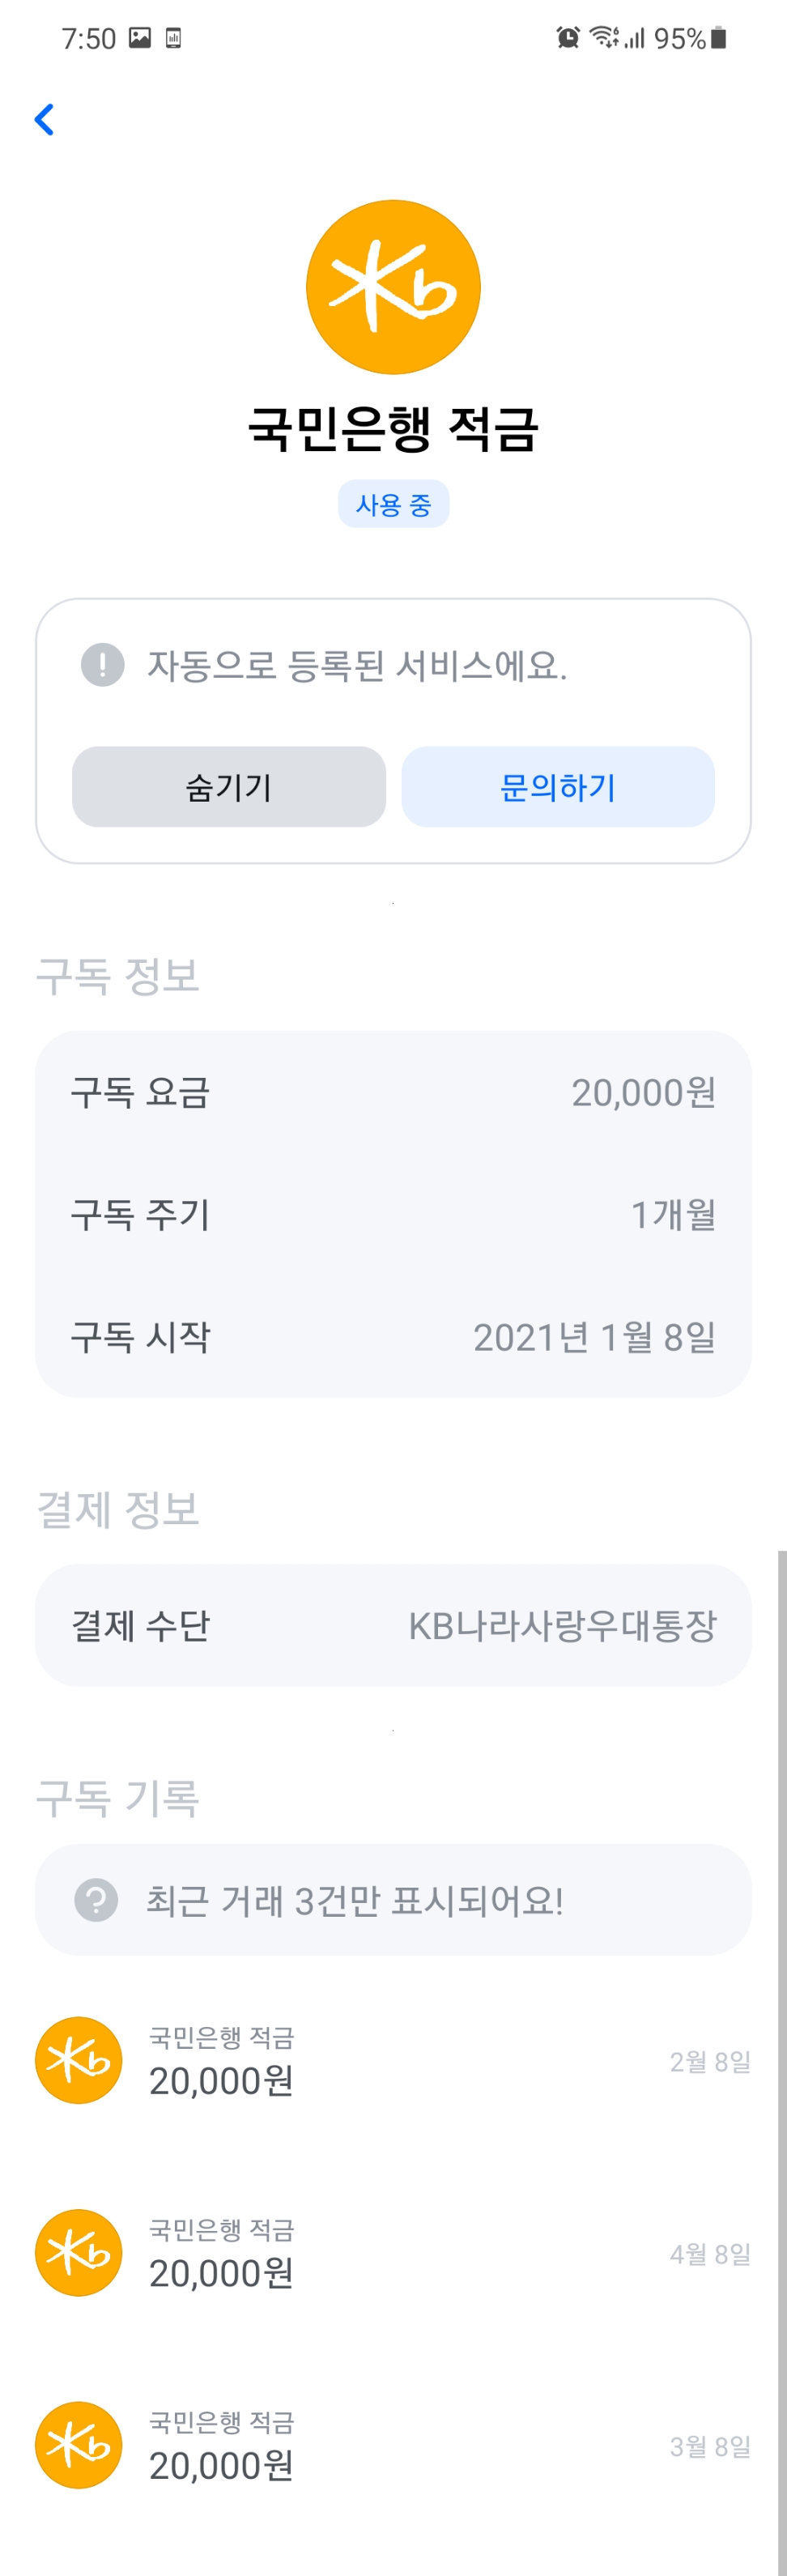 7:50 95%
Kb
국민은행 적금
사용 중
자동으로 등록된 서비스에요.
숨기기 문의하기
구독 정보
구독 요금 20,000원
구독 주기 1개월
구독 시작 2021년 1월 8일
결제 정보
결제 수단 KB나라사랑우대통장
구독 기록
최근 거래 3건만 표시되어요!
Kb 국민은행 적금
20,000원 2월 8일
Kb 국민은행 적금
20,000원 4월 8일
Kb 국민은행 적금
20,000원 3월 8일